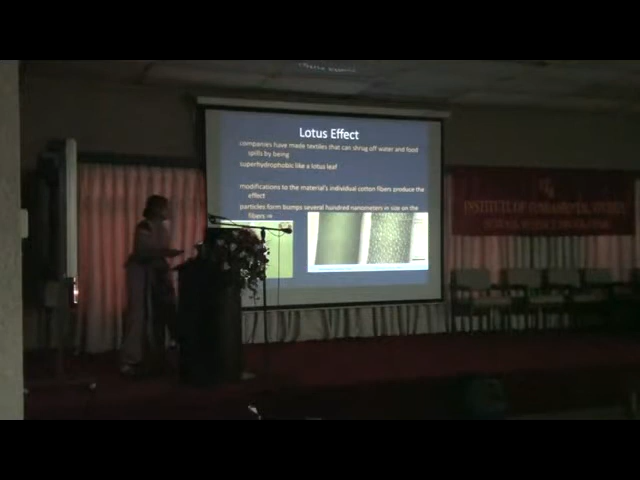 Lotus Effect
companies have made textiles that can shrug off water and food
spills by being
superhydrophobic like a lotus leaf
modifications to the material's individual cotton fibers produce the
effect
particles form bumps several hundred nanometers in size on the
fibers ⇒
INSTITUTE OF FUNDAMENTAL STUDIES